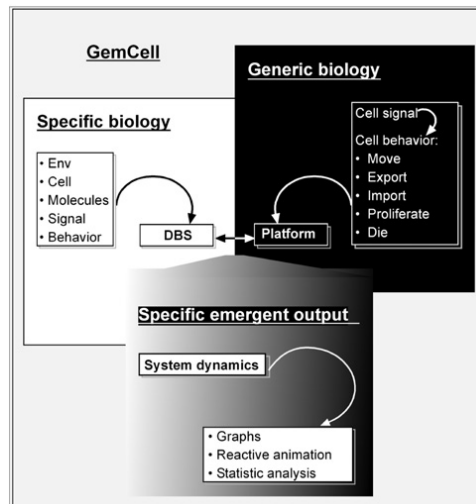 GemCell
Generic biology
Specific biology
Cell signal
Cell behavior:
• Move
• Export
• Import
• Proliferate
• Die
• Env
• Cell
• Molecules
• Signal
• Behavior
DBS
Platform
Specific emergent output
System dynamics
• Graphs
• Reactive animation
• Statistic analysis